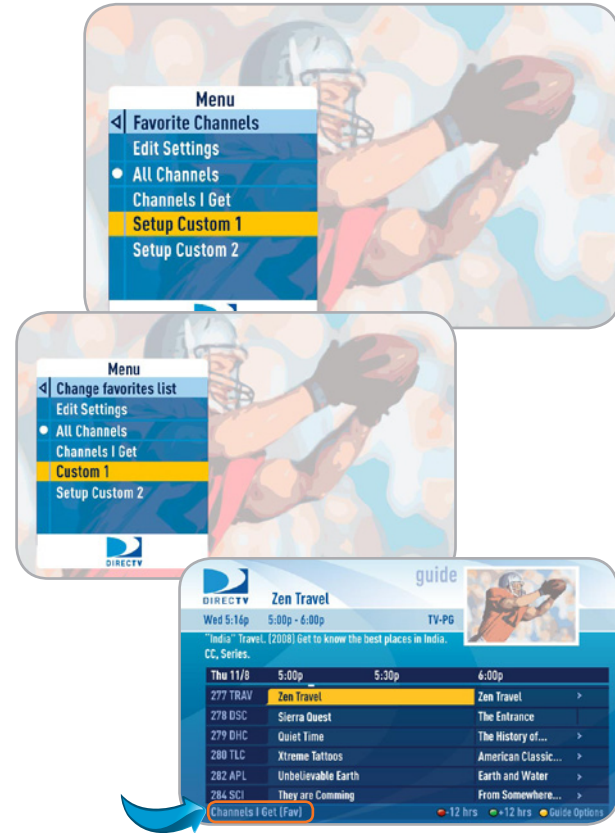 Menu
Favorite Channels
Edit Settings
All Channels
Channels I Get
Setup Custom 1
Setup Custom 2
Menu
Change favorites list
Edit Settings
All Channels
Channels I Get
Custom 1
Setup Custom 2
DIRECTV
guide
DIRECTV Zen Travel
Wed 5:16p 5:00p - 6:00p TV-PG
"India" Travel. (2008) Get to know the best places in India.
CC, Series.
Thu 11/8 5:00p 5:30p 6:00p
277 TRAV Zen Travel Zen Travel >
278 DSC Sierra Quest The Entrance
279 DHC Quiet Time The History of... >
280 TLC Xtreme Tattoos American Classic... >
282 APL Unbelievable Earth Earth and Water >
284 SCI They are Comming From Somewhere... >
Channels I Get (Fav) -12 hrs +12 hrs Guide Options